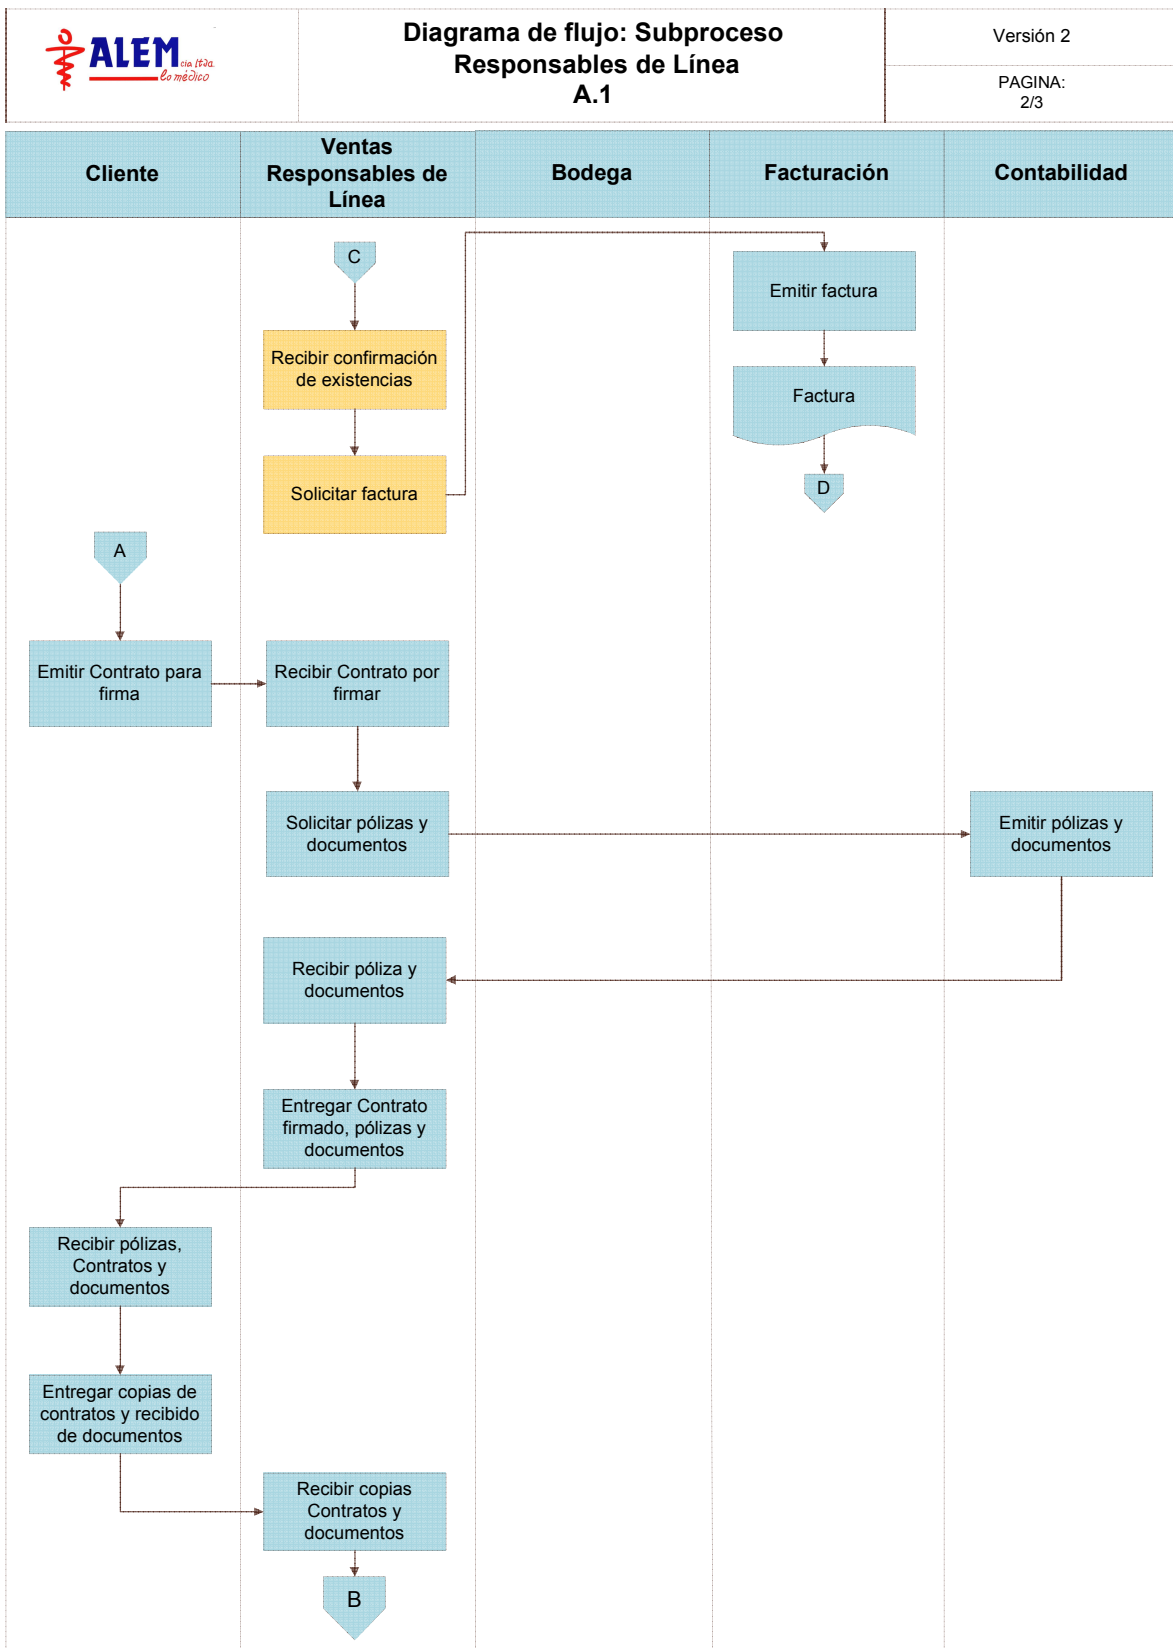 ALEM cia ltda.
Lo médico
Diagrama de flujo: Subproceso
Responsables de Línea
A.1
Versión 2
PAGINA:
2/3
Cliente
Ventas
Responsables de
Línea
Bodega
Facturación
Contabilidad
C
Emitir factura
Recibir confirmación
de existencias
Factura
Solicitar factura
D
A
Emitir Contrato para
firma
Recibir Contrato por
firmar
Solicitar pólizas y
documentos
Emitir pólizas y
documentos
Recibir póliza y
documentos
Entregar Contrato
firmado, pólizas y
documentos
Recibir pólizas,
Contratos y
documentos
Entregar copias de
contratos y recibido
de documentos
Recibir copias
Contratos y
documentos
B